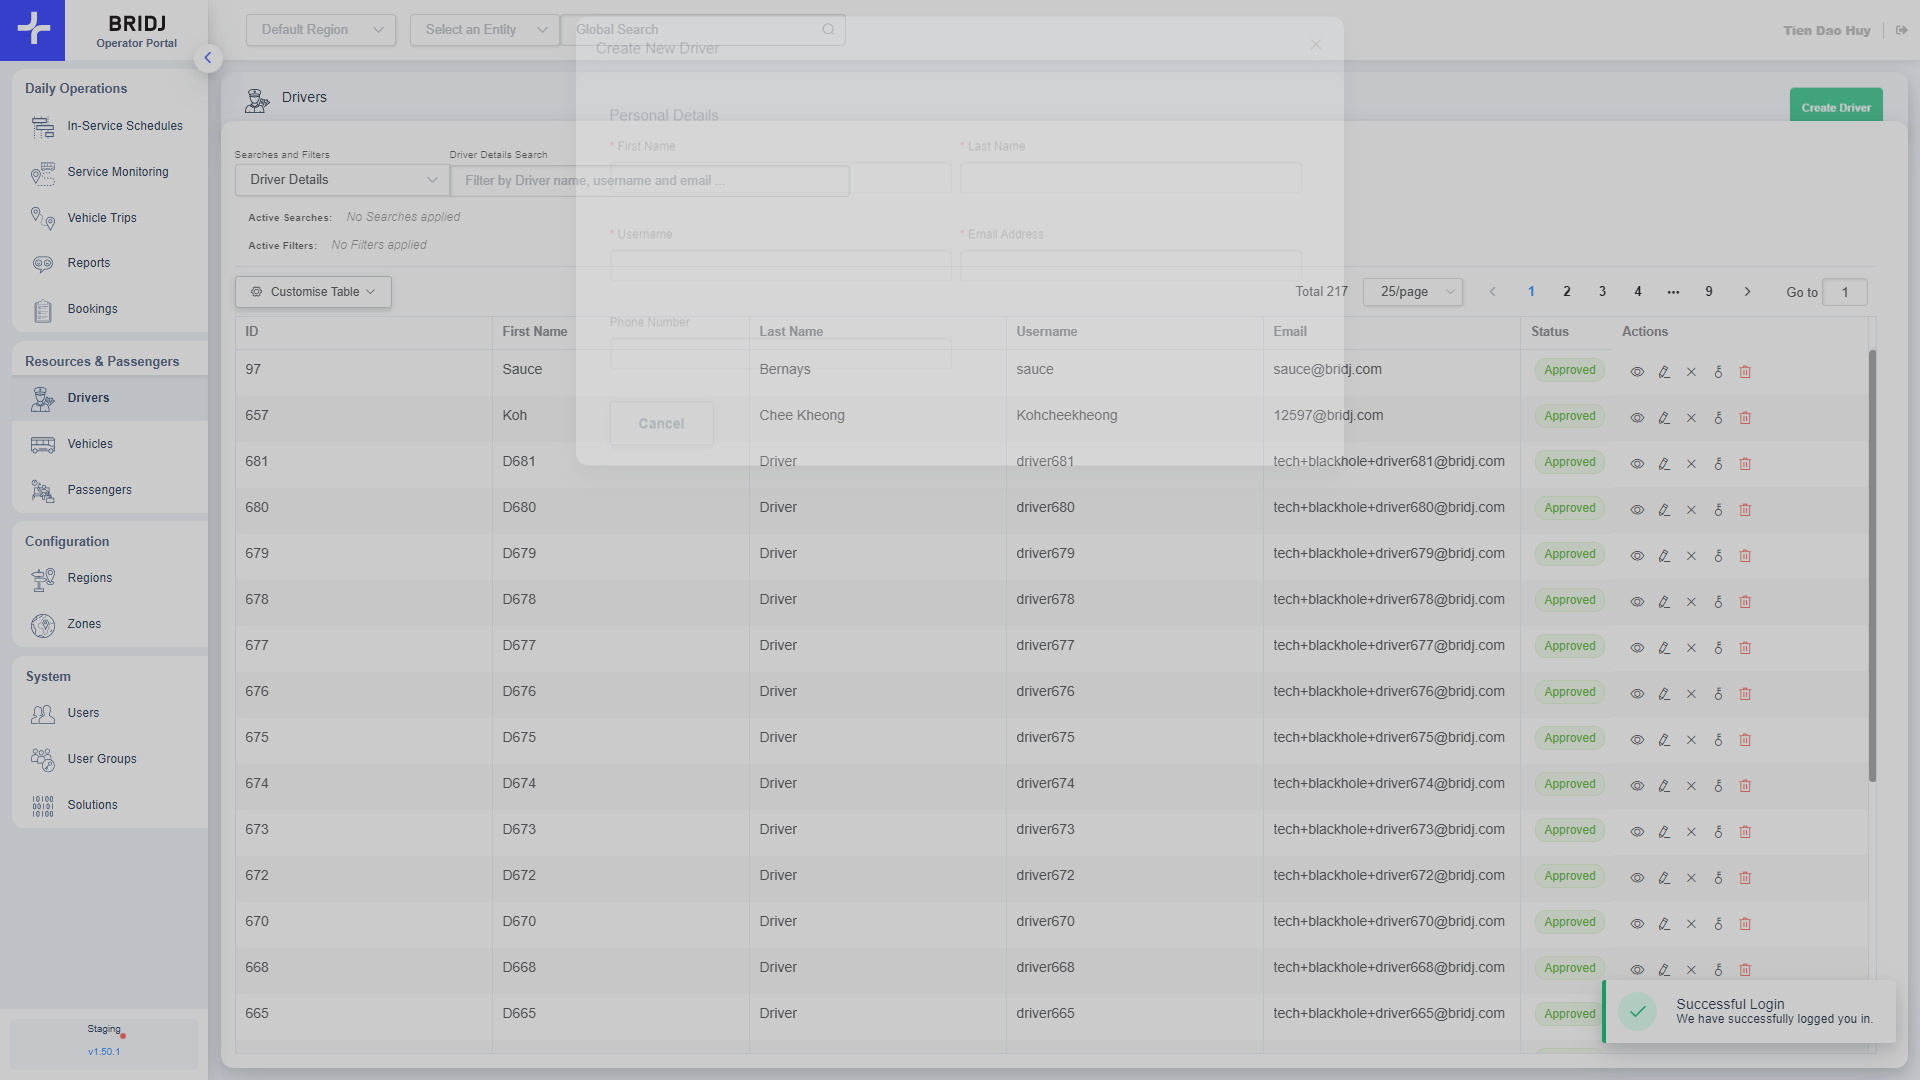 BRIDJ
Operator Portal
Default Region
Select an Entity
Global Search
Tien Dao Huy
Create New Driver
Daily Operations
In-Service Schedules
Service Monitoring
Vehicle Trips
Reports
Bookings
Resources & Passengers
Drivers
Vehicles
Passengers
Configuration
Regions
Zones
System
Users
User Groups
Solutions
Staging
v1.50.1
Drivers
Create Driver
Personal Details
* First Name
* Last Name
* Username
* Email Address
Phone Number
Cancel
Searches and Filters
Driver Details Search
Driver Details
Filter by Driver name, username and email ...
Active Searches: No Searches applied
Active Filters: No Filters applied
Customise Table
Total 217 25/page 1 2 3 4 ••• 9 Go to 1
ID First Name Last Name Username Email Status Actions
97 Sauce Bernays sauce sauce@bridj.com Approved
657 Koh Chee Kheong Kohcheekheong 12597@bridj.com Approved
681 D681 Driver driver681 tech+blackhole+driver681@bridj.com Approved
680 D680 Driver driver680 tech+blackhole+driver680@bridj.com Approved
679 D679 Driver driver679 tech+blackhole+driver679@bridj.com Approved
678 D678 Driver driver678 tech+blackhole+driver678@bridj.com Approved
677 D677 Driver driver677 tech+blackhole+driver677@bridj.com Approved
676 D676 Driver driver676 tech+blackhole+driver676@bridj.com Approved
675 D675 Driver driver675 tech+blackhole+driver675@bridj.com Approved
674 D674 Driver driver674 tech+blackhole+driver674@bridj.com Approved
673 D673 Driver driver673 tech+blackhole+driver673@bridj.com Approved
672 D672 Driver driver672 tech+blackhole+driver672@bridj.com Approved
670 D670 Driver driver670 tech+blackhole+driver670@bridj.com Approved
668 D668 Driver driver668 tech+blackhole+driver668@bridj.com Approved
665 D665 Driver driver665 tech+blackhole+driver665@bridj.com Approved
Successful Login
We have successfully logged you in.